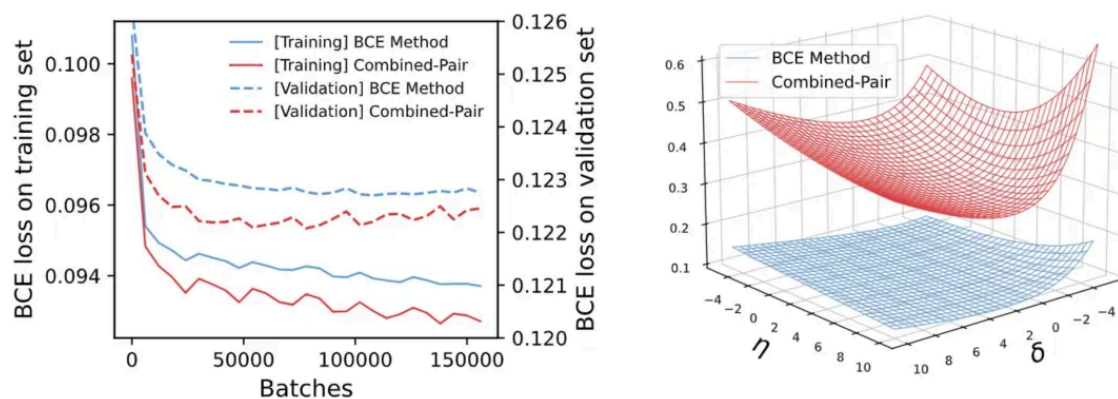 BCE loss on training set
0.100
0.098
0.096
0.094
[Training] BCE Method
[Training] Combined-Pair
[Validation] BCE Method
[Validation] Combined-Pair
0.126
0.125
0.124
0.123
0.122
0.121
0.120
BCE loss on validation set
0 50000 100000 150000
Batches
BCE Method
Combined-Pair
0.6
0.5
0.4
0.3
0.2
0.1
−4 −2 0 2 4 6 8 10
η
10 8 6 4 2 0 −2 −4
δ